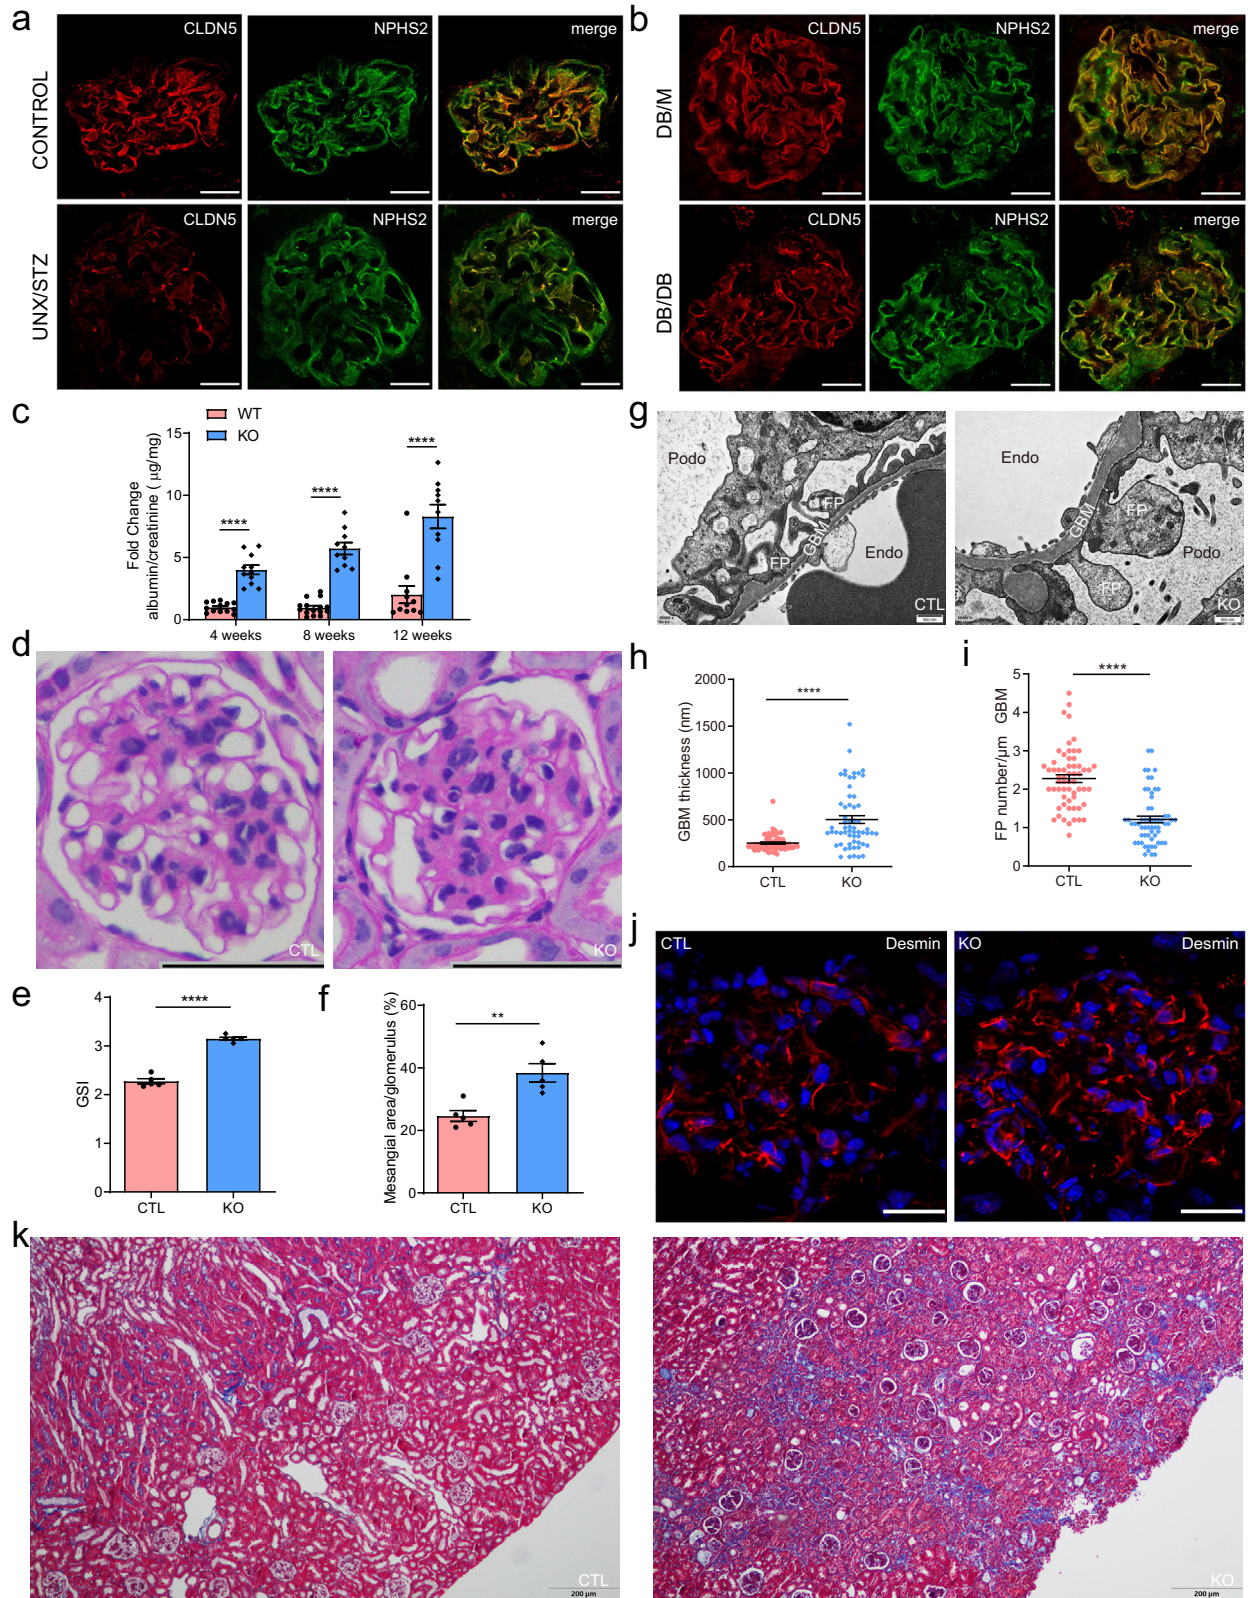 a
CONTROL
CLDN5
NPHS2
merge
UNX/STZ
CLDN5
NPHS2
merge
b
DB/M
CLDN5
NPHS2
merge
DB/DB
CLDN5
NPHS2
merge
c
WT
KO
Fold Change
albumin/creatinine ( µg/mg)
15
10
5
0
****
****
****
4 weeks
8 weeks
12 weeks
d
CTL
KO
e
GSI
4
3
2
1
0
****
CTL
KO
f
Mesangial area/glomerulus (%)
60
40
20
0
**
CTL
KO
g
Podo
FP
FP
GBM
Endo
CTL
500 nm
Endo
GBM
FP
FP
Podo
KO
500 nm
h
GBM thickness (nm)
2000
1500
1000
500
0
****
CTL
KO
i
FP number/µm GBM
5
4
3
2
1
0
****
CTL
KO
j
CTL
Desmin
KO
Desmin
k
CTL
200 µm
KO
200 µm